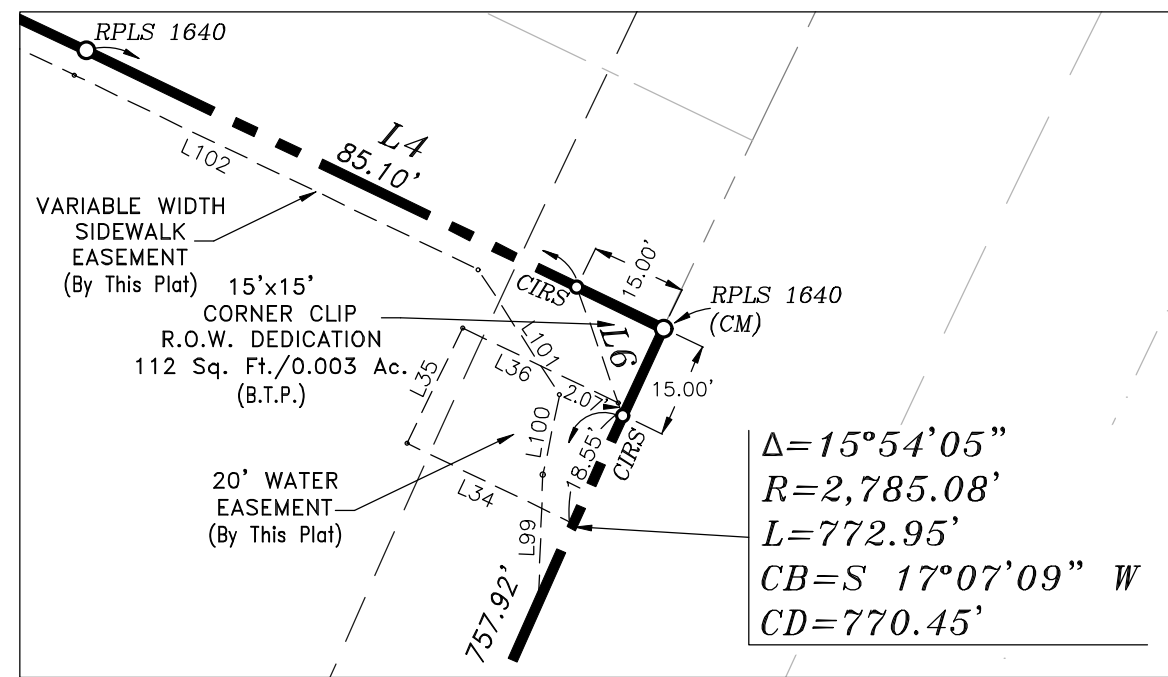 RPLS 1640
L4
85.10'
L102
VARIABLE WIDTH
SIDEWALK
EASEMENT
(By This Plat)
15'x15'
CORNER CLIP
R.O.W. DEDICATION
112 Sq. Ft./0.003 Ac.
(B.T.P.)
CIRS
15.00'
RPLS 1640
(CM)
L6
L101
L36
L35
2.07'
15.00'
L100
18.55'
CIRS
L34
L99
20' WATER
EASEMENT
(By This Plat)
757.92'
Δ=15°54'05"
R=2,785.08'
L=772.95'
CB=S 17°07'09" W
CD=770.45'